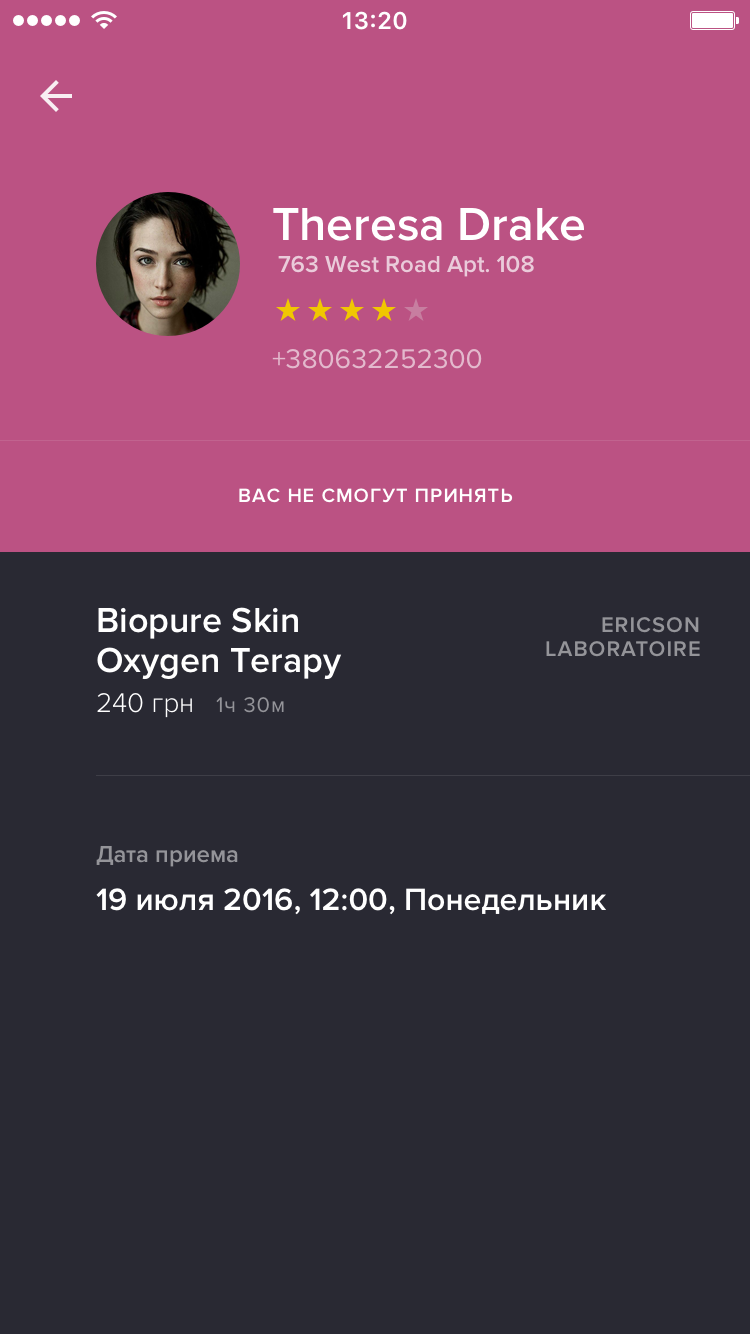 13:20
Theresa Drake
763 West Road Apt. 108
+380632252300
ВАС НЕ СМОГУТ ПРИНЯТЬ
Biopure Skin
Oxygen Terapy
ERICSON
LABORATOIRE
240 грн 1ч 30м
Дата приема
19 июля 2016, 12:00, Понедельник